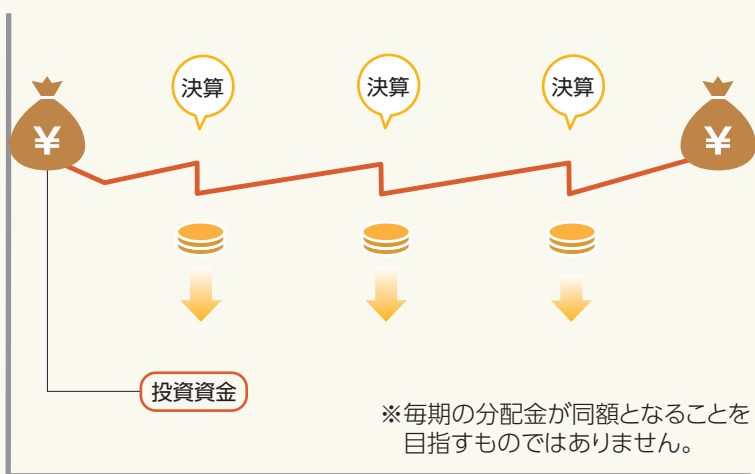 決算
決算
決算
¥
¥
投資資金
※毎期の分配金が同額となることを
目指すものではありません。